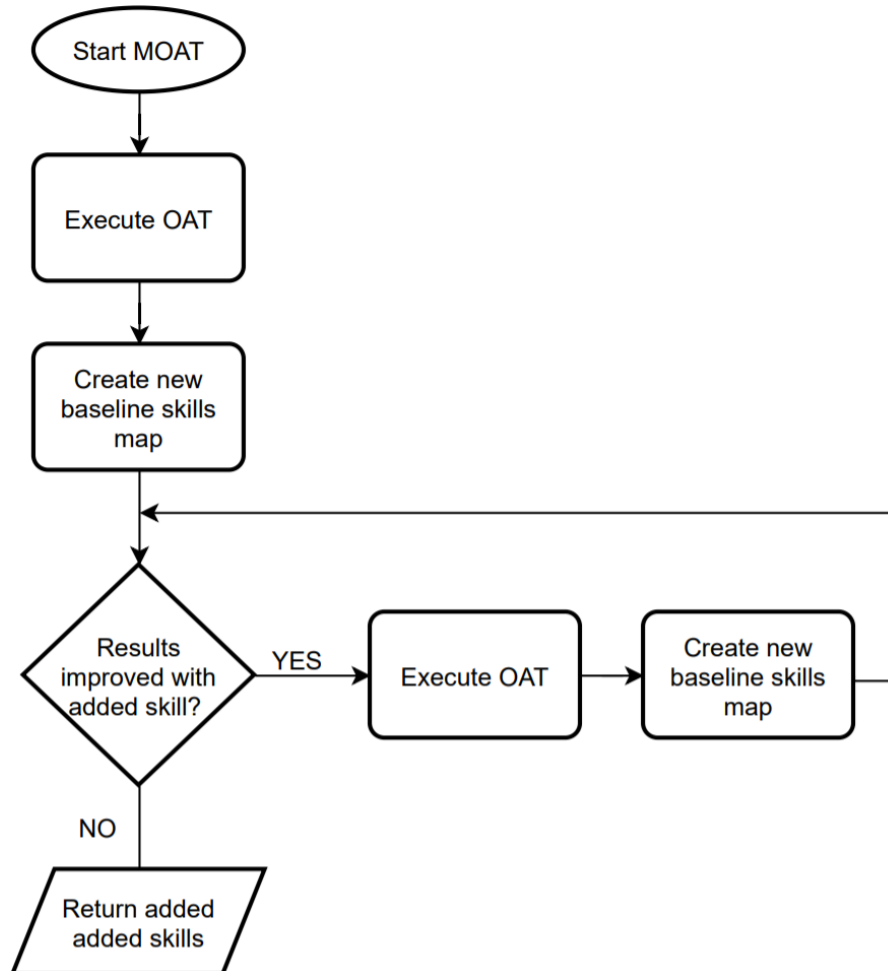 Start MOAT
Execute OAT
Create new
baseline skills
map
Results
improved with
added skill?
YES
Execute OAT
Create new
baseline skills
map
NO
Return added
added skills